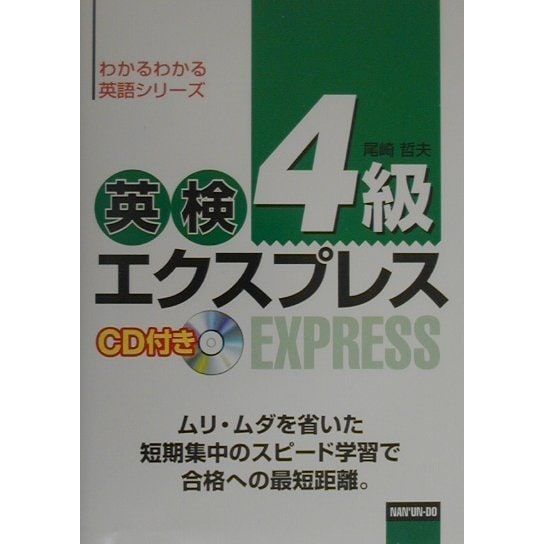 わかるわかる
英語シリーズ
尾崎 哲夫
英検4級
エクスプレス
CD付き
EXPRESS
ムリ・ムダを省いた
短期集中のスピード学習で
合格への最短距離。
NAN'UN-DO